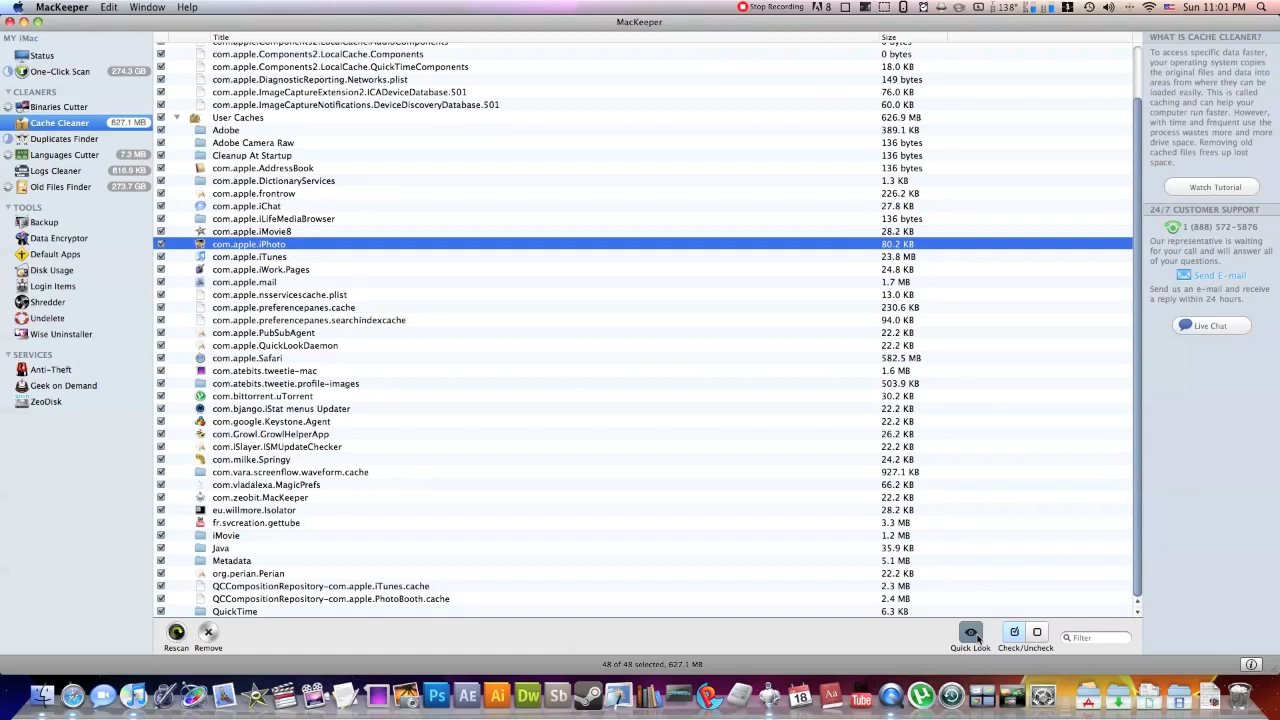 MacKeeper Edit Window Help Stop Recording 8 138° Sun 11:01 PM
MacKeeper
MY iMac
Status
One-Click Scan 274.3 GB
CLEANERS
Binaries Cutter
Cache Cleaner 627.1 MB
Duplicates Finder
Languages Cutter 7.3 MB
Logs Cleaner 816.9 KB
Old Files Finder 273.7 GB
TOOLS
Backup
Data Encryptor
Default Apps
Disk Usage
Login Items
Shredder
Undelete
Wise Uninstaller
SERVICES
Anti-Theft
Geek on Demand
ZeoDisk
Title Size
com.apple.Components2.LocalCache.AudioComponents 0 bytes
com.apple.Components2.LocalCache.Components 0 bytes
com.apple.Components2.LocalCache.QuickTimeComponents 18.0 KB
com.apple.DiagnosticReporting.Networks.plist 149 bytes
com.apple.ImageCaptureExtension2.ICADeviceDatabase.501 76.0 KB
com.apple.ImageCaptureNotifications.DeviceDiscoveryDatabase.501 60.0 KB
User Caches 626.9 MB
Adobe 389.1 KB
Adobe Camera Raw 136 bytes
Cleanup At Startup 136 bytes
com.apple.AddressBook 136 bytes
com.apple.DictionaryServices 1.3 KB
com.apple.frontrow 226.2 KB
com.apple.iChat 27.8 KB
com.apple.iLifeMediaBrowser 136 bytes
com.apple.iMovie8 28.2 KB
com.apple.iPhoto 80.2 KB
com.apple.iTunes 23.8 MB
com.apple.iWork.Pages 24.8 KB
com.apple.mail 1.7 MB
com.apple.nsservicescache.plist 13.0 KB
com.apple.preferencepanes.cache 230.6 KB
com.apple.preferencepanes.searchindexcache 94.0 KB
com.apple.PubSubAgent 22.2 KB
com.apple.QuickLookDaemon 22.2 KB
com.apple.Safari 582.5 MB
com.atebits.tweetie-mac 1.6 MB
com.atebits.tweetie.profile-images 503.9 KB
com.bittorrent.uTorrent 30.2 KB
com.bjango.iStat menus Updater 22.2 KB
com.google.Keystone.Agent 22.2 KB
com.Growl.GrowlHelperApp 26.2 KB
com.iSlayer.ISMUpdateChecker 22.2 KB
com.milke.Springy 24.2 KB
com.vara.screenflow.waveform.cache 927.1 KB
com.vladalexa.MagicPrefs 66.2 KB
com.zeobit.MacKeeper 22.2 KB
eu.willmore.Isolator 28.2 KB
fr.svcreation.gettube 3.3 MB
iMovie 1.2 MB
Java 35.9 KB
Metadata 5.1 MB
org.perian.Perian 22.2 KB
QCCompositionRepository-com.apple.iTunes.cache 2.3 MB
QCCompositionRepository-com.apple.PhotoBooth.cache 2.4 MB
QuickTime 6.3 KB
Rescan Remove Quick Look Check/Uncheck Filter
48 of 48 selected, 627.1 MB
WHAT IS CACHE CLEANER?
To access specific data faster,
your operating system copies
the original files and data into
areas from where they can be
loaded easily. This is called
caching and can help your
computer run faster. However,
with time and frequent use the
process wastes more and more
drive space. Removing old
cached files frees up lost
space.
Watch Tutorial
24/7 CUSTOMER SUPPORT
1 (888) 572-5876
Our representative is waiting
for your call and will answer all
of your questions.
Send E-mail
Send us an e-mail and receive
a reply within 24 hours.
Live Chat
Ps AE Ai Dw Sb 18 Aa You Tube